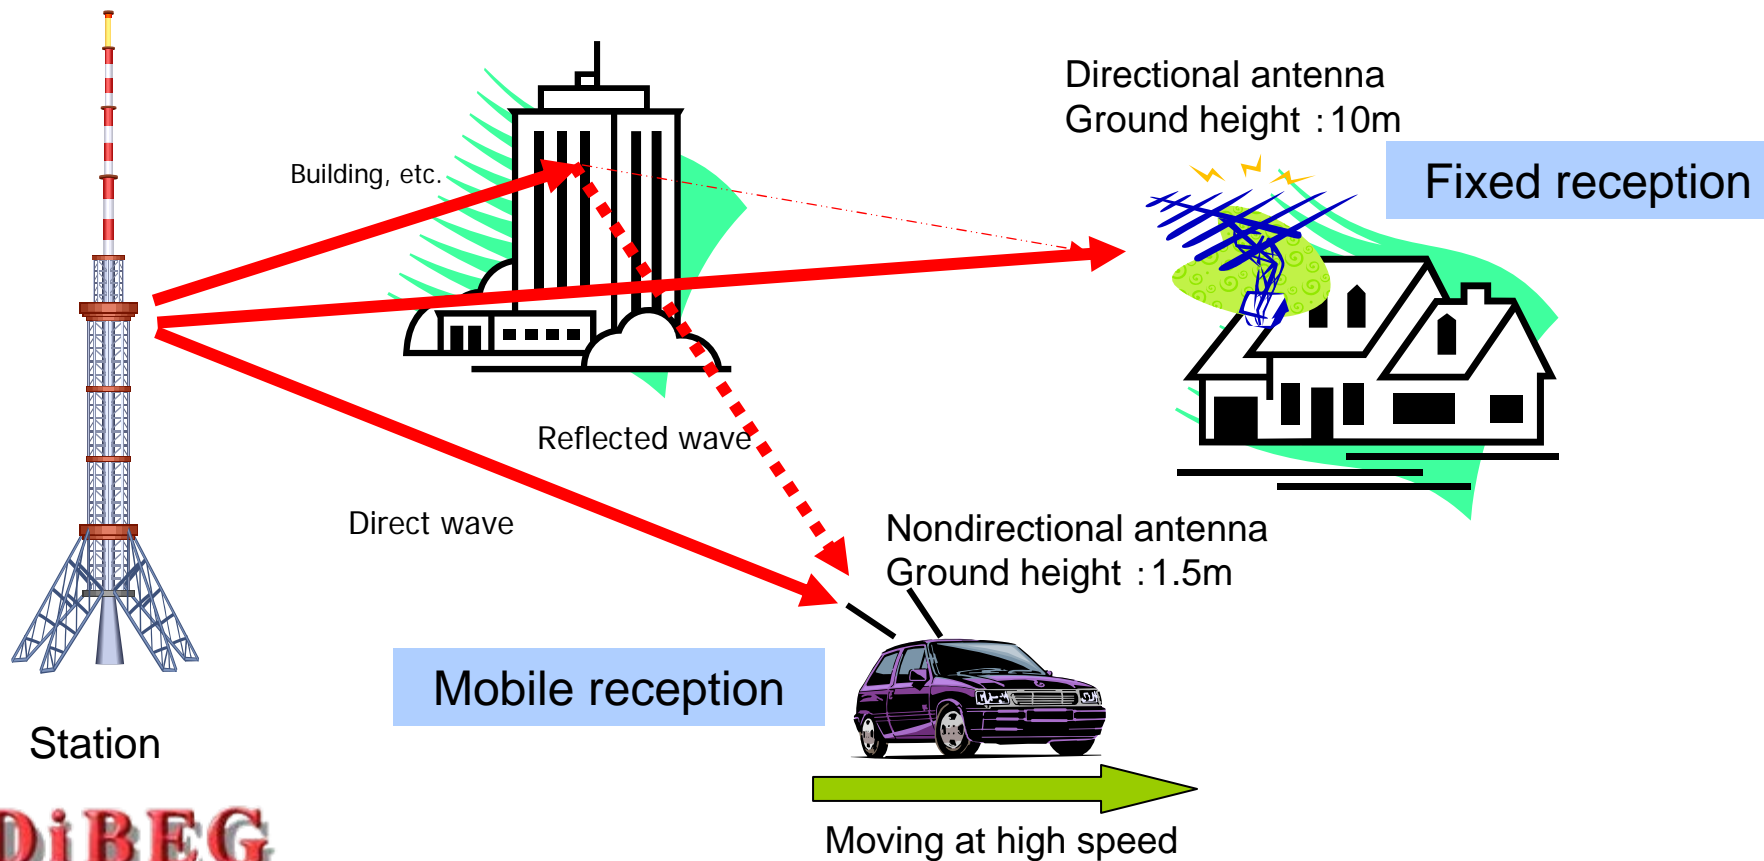 Directional antenna
Ground height : 10m
Fixed reception
Building, etc.
Reflected wave
Direct wave
Nondirectional antenna
Ground height : 1.5m
Mobile reception
Station
Moving at high speed
DiBEG